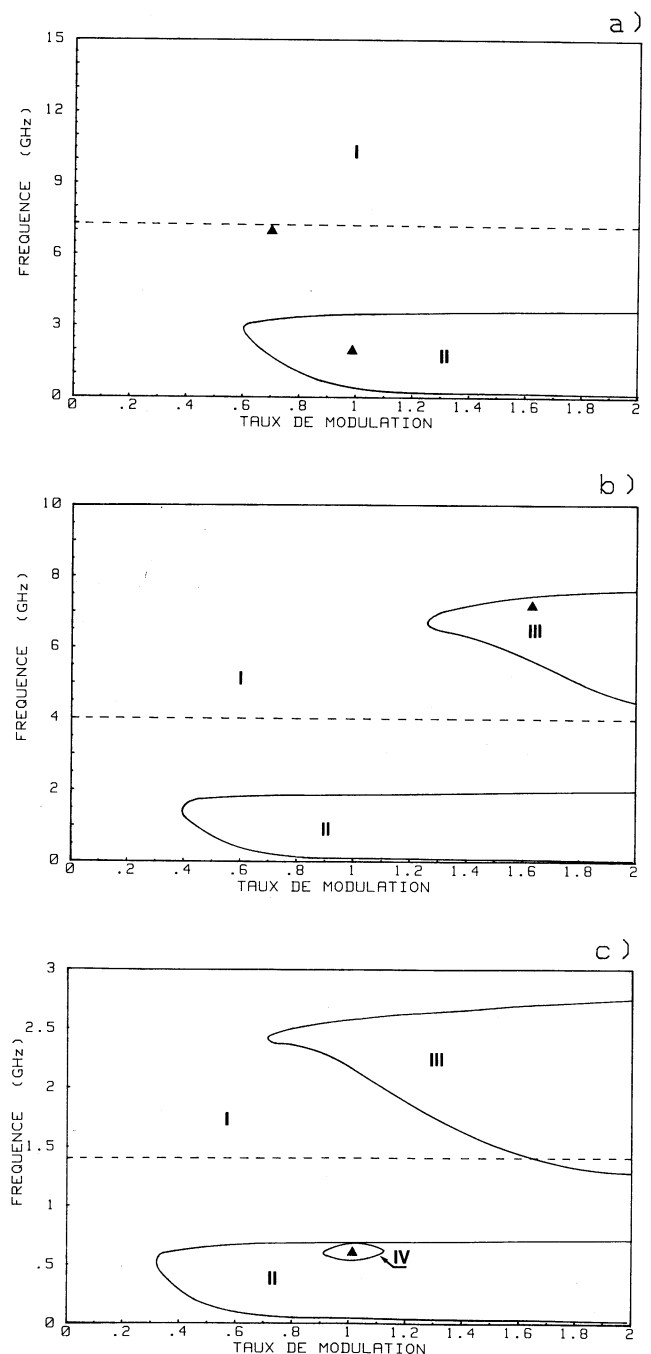 a)
15
12
9
6
3
0
FREQUENCE (GHz)
I
II
0 .2 .4 .6 .8 1 1.2 1.4 1.6 1.8 2
TAUX DE MODULATION
b)
10
8
6
4
2
0
FREQUENCE (GHz)
III
I
II
0 .2 .4 .6 .8 1 1.2 1.4 1.6 1.8 2
TAUX DE MODULATION
c)
3
2.5
2
1.5
1
.5
0
FREQUENCE (GHz)
III
I
IV
II
0 .2 .4 .6 .8 1 1.2 1.4 1.6 1.8 2
TAUX DE MODULATION